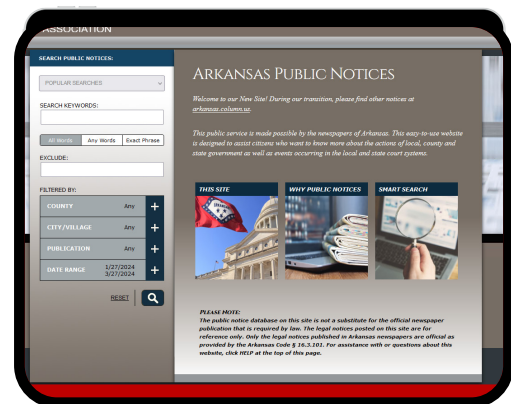 ASSOCIATION
SEARCH PUBLIC NOTICES:
POPULAR SEARCHES
SEARCH KEYWORDS:
All Words Any Words Exact Phrase
EXCLUDE:
FILTERED BY:
COUNTY Any +
CITY/VILLAGE Any +
PUBLICATION Any +
DATE RANGE 1/27/2024 +
3/27/2024
RESET
ARKANSAS PUBLIC NOTICES
Welcome to our New Site! During our transition, please find other notices at
arkansas.column.us.
This public service is made possible by the newspapers of Arkansas. This easy-to-use website
is designed to assist citizens who want to know more about the actions of local, county and
state government as well as events occurring in the local and state court systems.
THIS SITE
WHY PUBLIC NOTICES
SMART SEARCH
PLEASE NOTE:
The public notice database on this site is not a substitute for the official newspaper
publication that is required by law. The legal notices posted on this site are for
reference only. Only the legal notices published in Arkansas newspapers are official as
provided by the Arkansas Code § 16.3.101. For assistance with or questions about this
website, click HELP at the top of this page.